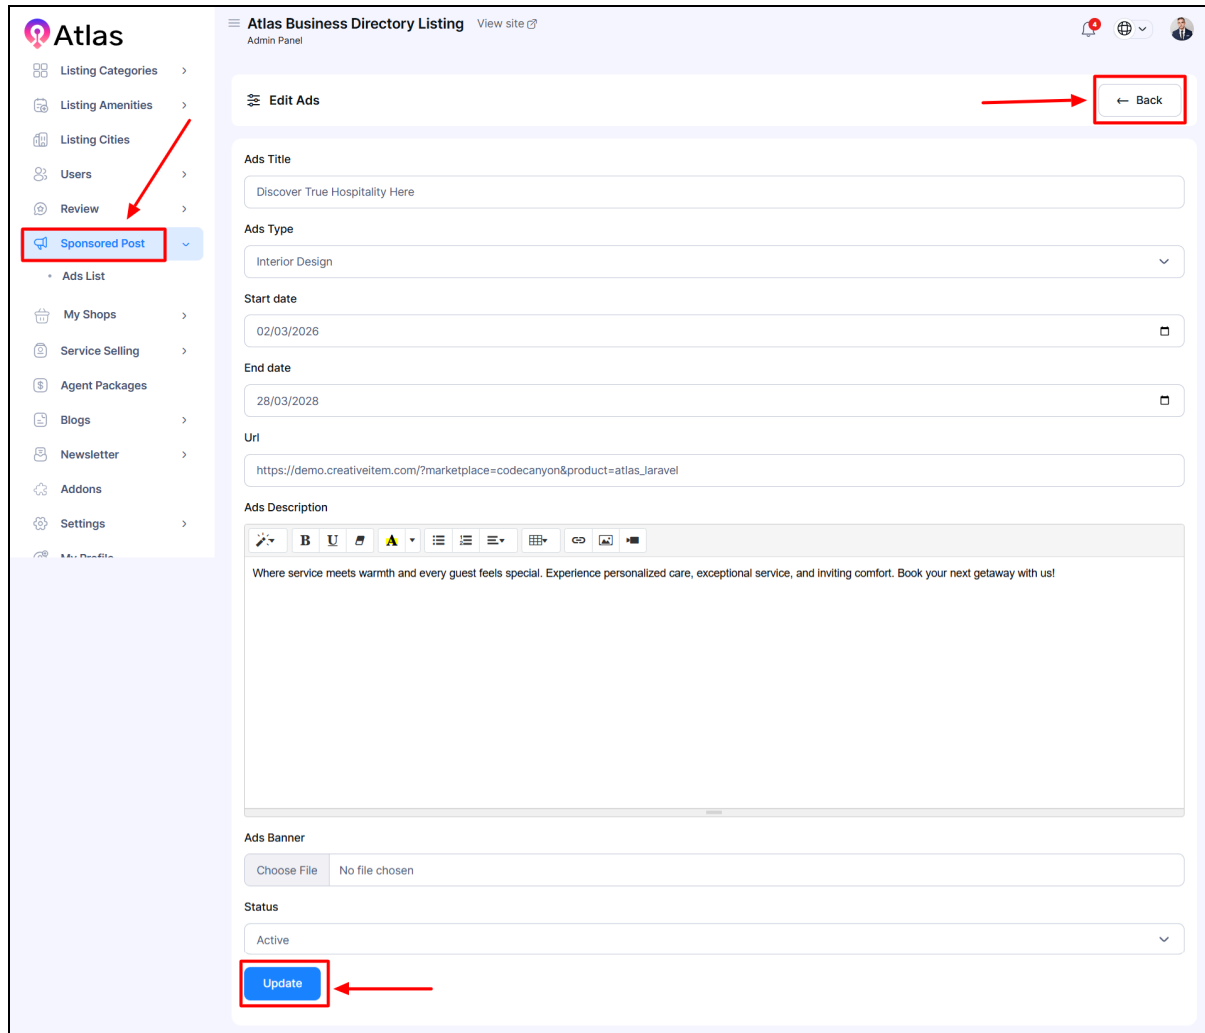 Atlas
Listing Categories
Listing Amenities
Listing Cities
Users
Review
Sponsored Post
Ads List
My Shops
Service Selling
Agent Packages
Blogs
Newsletter
Addons
Settings
My Profile
Atlas Business Directory Listing View site
Admin Panel
4
Edit Ads
← Back
Ads Title
Discover True Hospitality Here
Ads Type
Interior Design
Start date
02/03/2026
End date
28/03/2028
Url
https://demo.creativeitem.com/?marketplace=codecanyon&product=atlas_laravel
Ads Description
B U A
Where service meets warmth and every guest feels special. Experience personalized care, exceptional service, and inviting comfort. Book your next getaway with us!
Ads Banner
Choose File No file chosen
Status
Active
Update